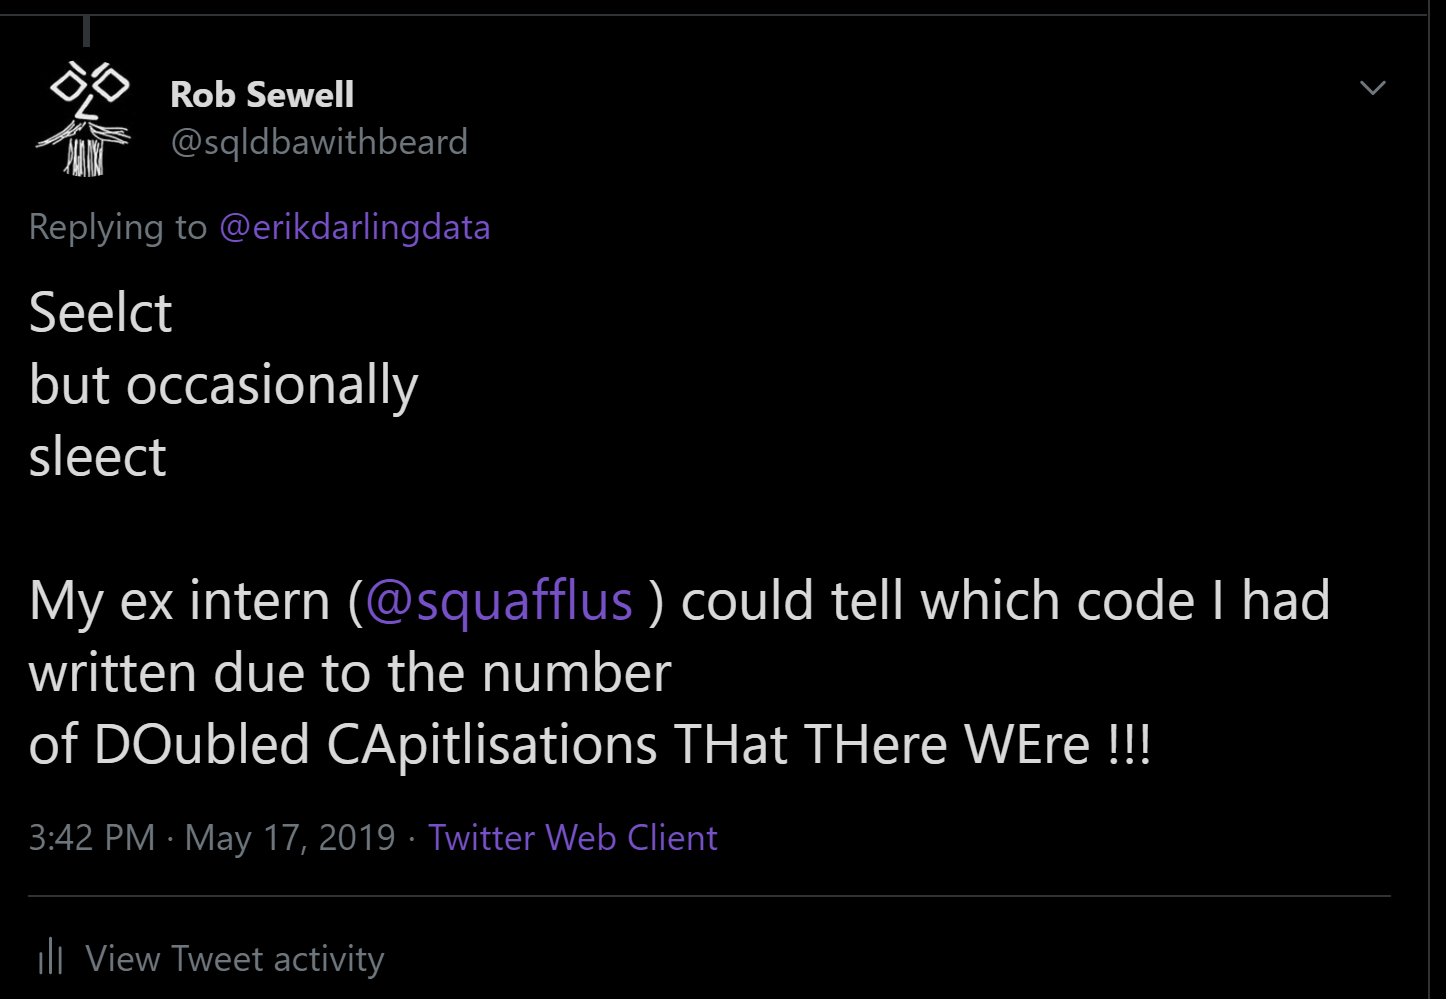 Rob Sewell
@sqldbawithbeard
Replying to @erikdarlingdata
Seelct
but occasionally
sleect
My ex intern (@squafflus ) could tell which code I had
written due to the number
of DOubled CApitlisations THat THere WEre !!!
3:42 PM · May 17, 2019 · Twitter Web Client
View Tweet activity